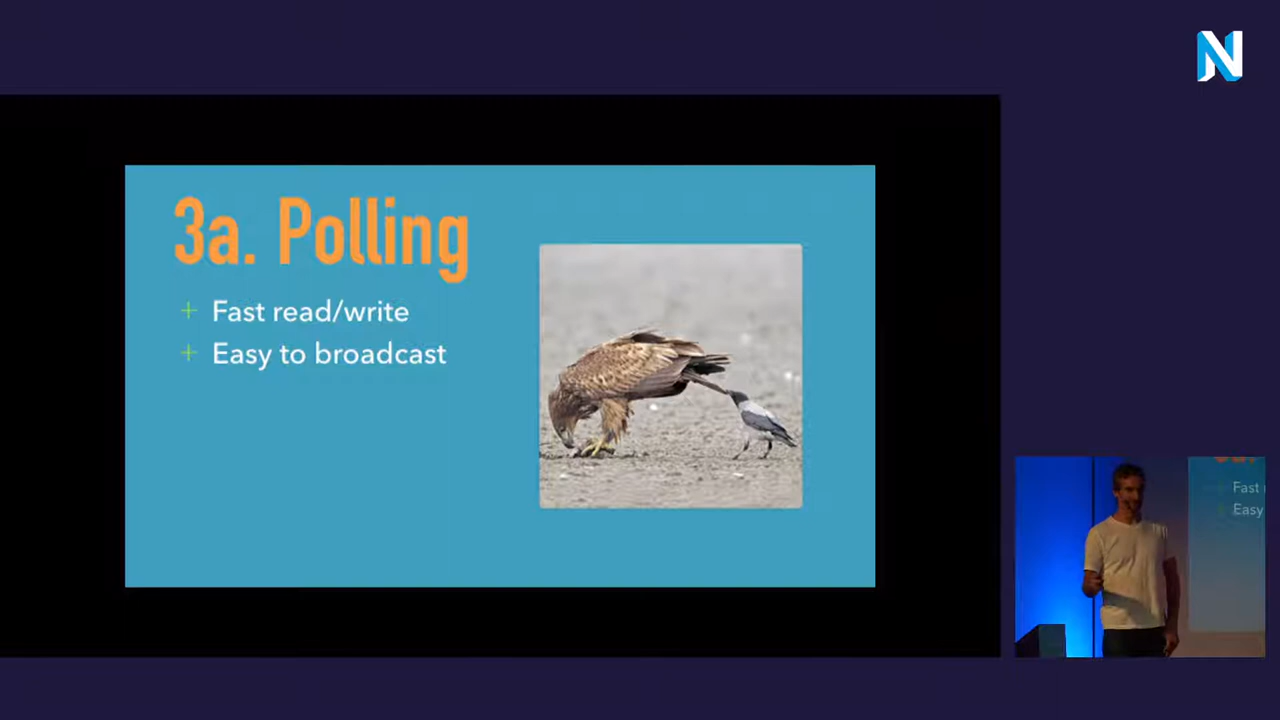 N
3a. Polling
+ Fast read/write
+ Easy to broadcast
Fast
Easy